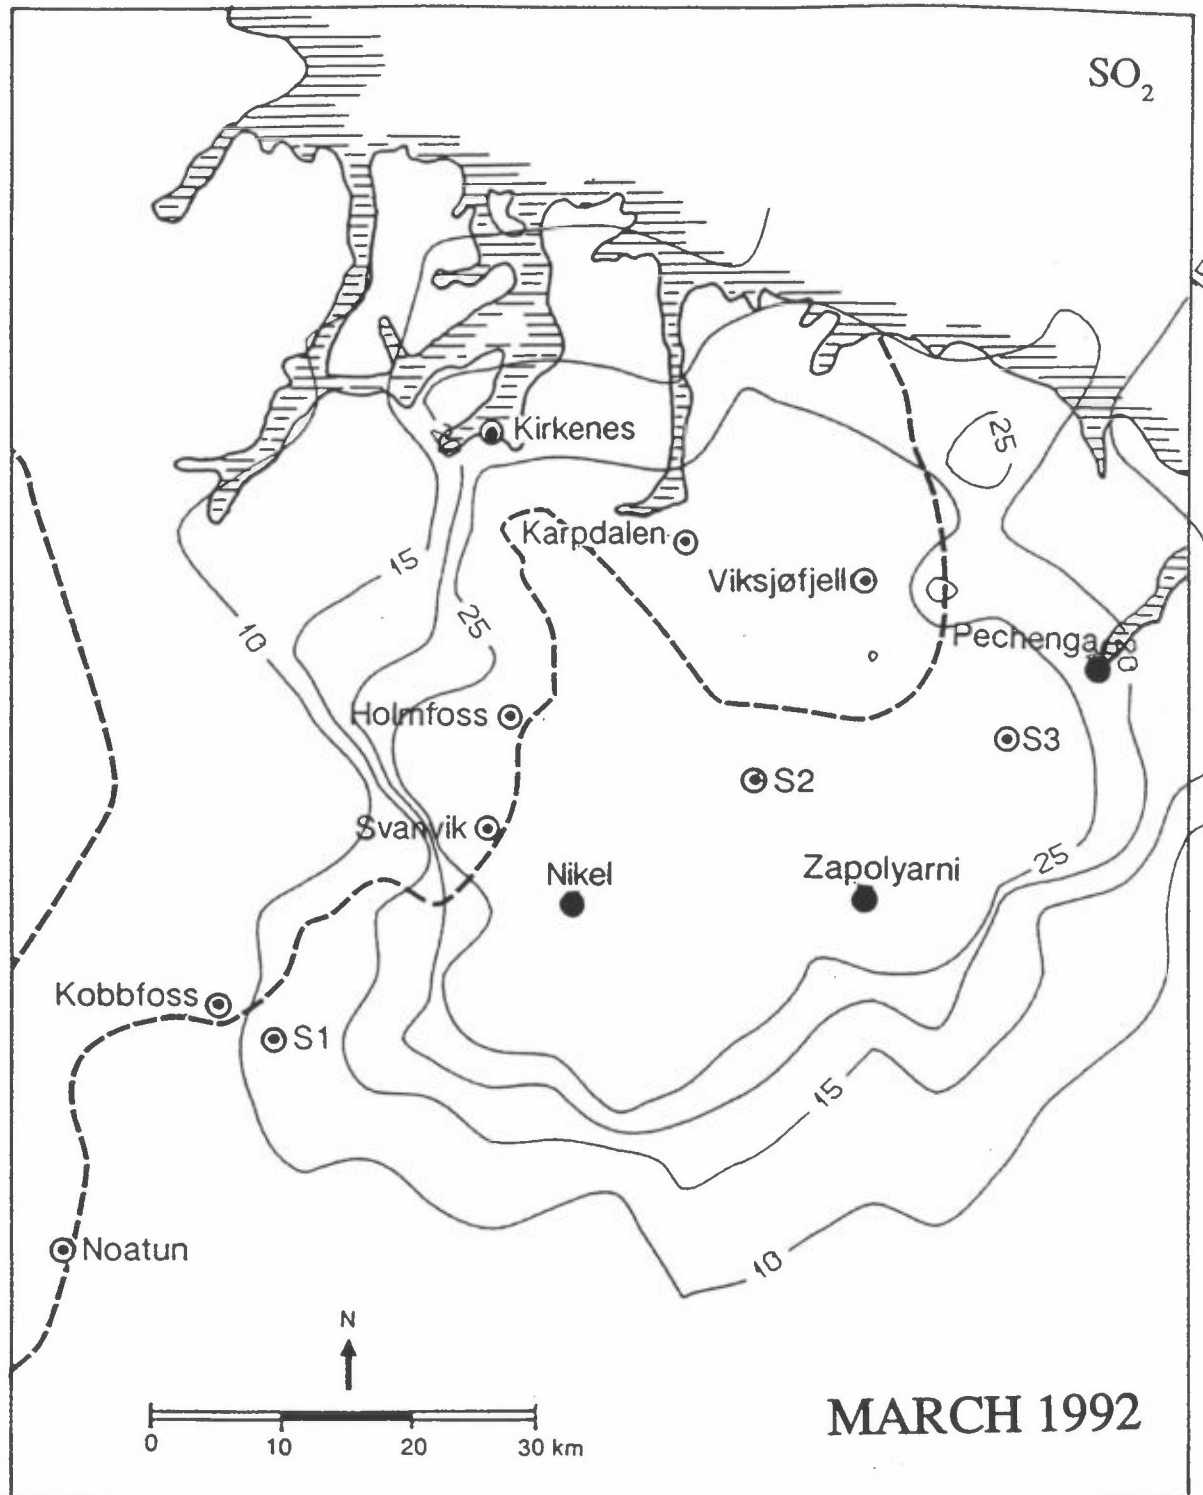 SO₂
Kirkenes
25
Karpdalen
15
Viksjøfjell
25
10
Pechenga
Holmfoss
S3
S2
Svanvik
25
Zapolyarni
Nikel
Kobbfoss
S1
15
Noatun
10
N
MARCH 1992
0 10 20 30 km